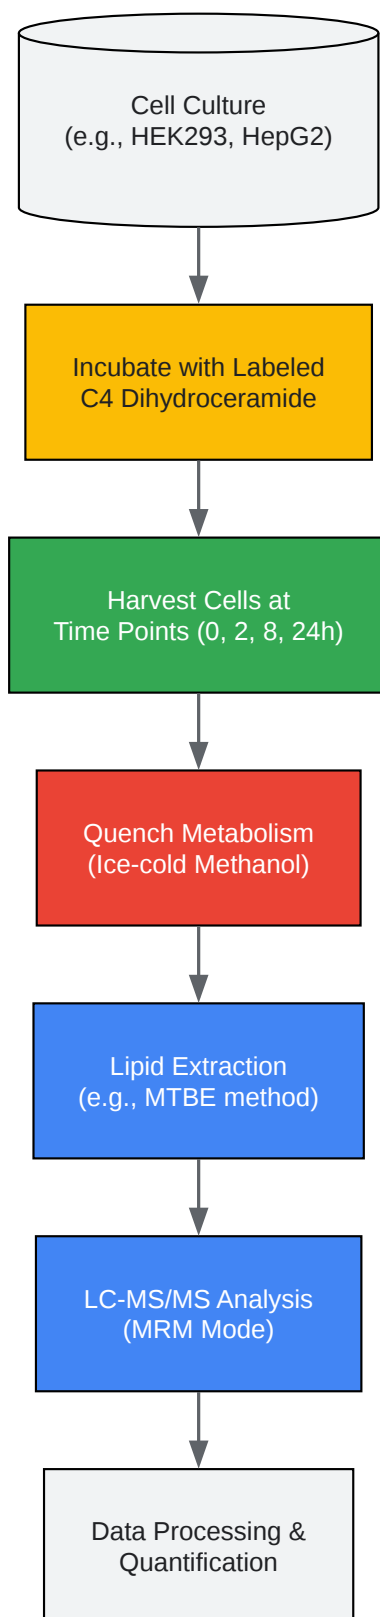 Cell Culture
(e.g., HEK293, HepG2)
Incubate with Labeled
C4 Dihydroceramide
Harvest Cells at
Time Points (0, 2, 8, 24h)
Quench Metabolism
(Ice-cold Methanol)
Lipid Extraction
(e.g., MTBE method)
LC-MS/MS Analysis
(MRM Mode)
Data Processing &
Quantification